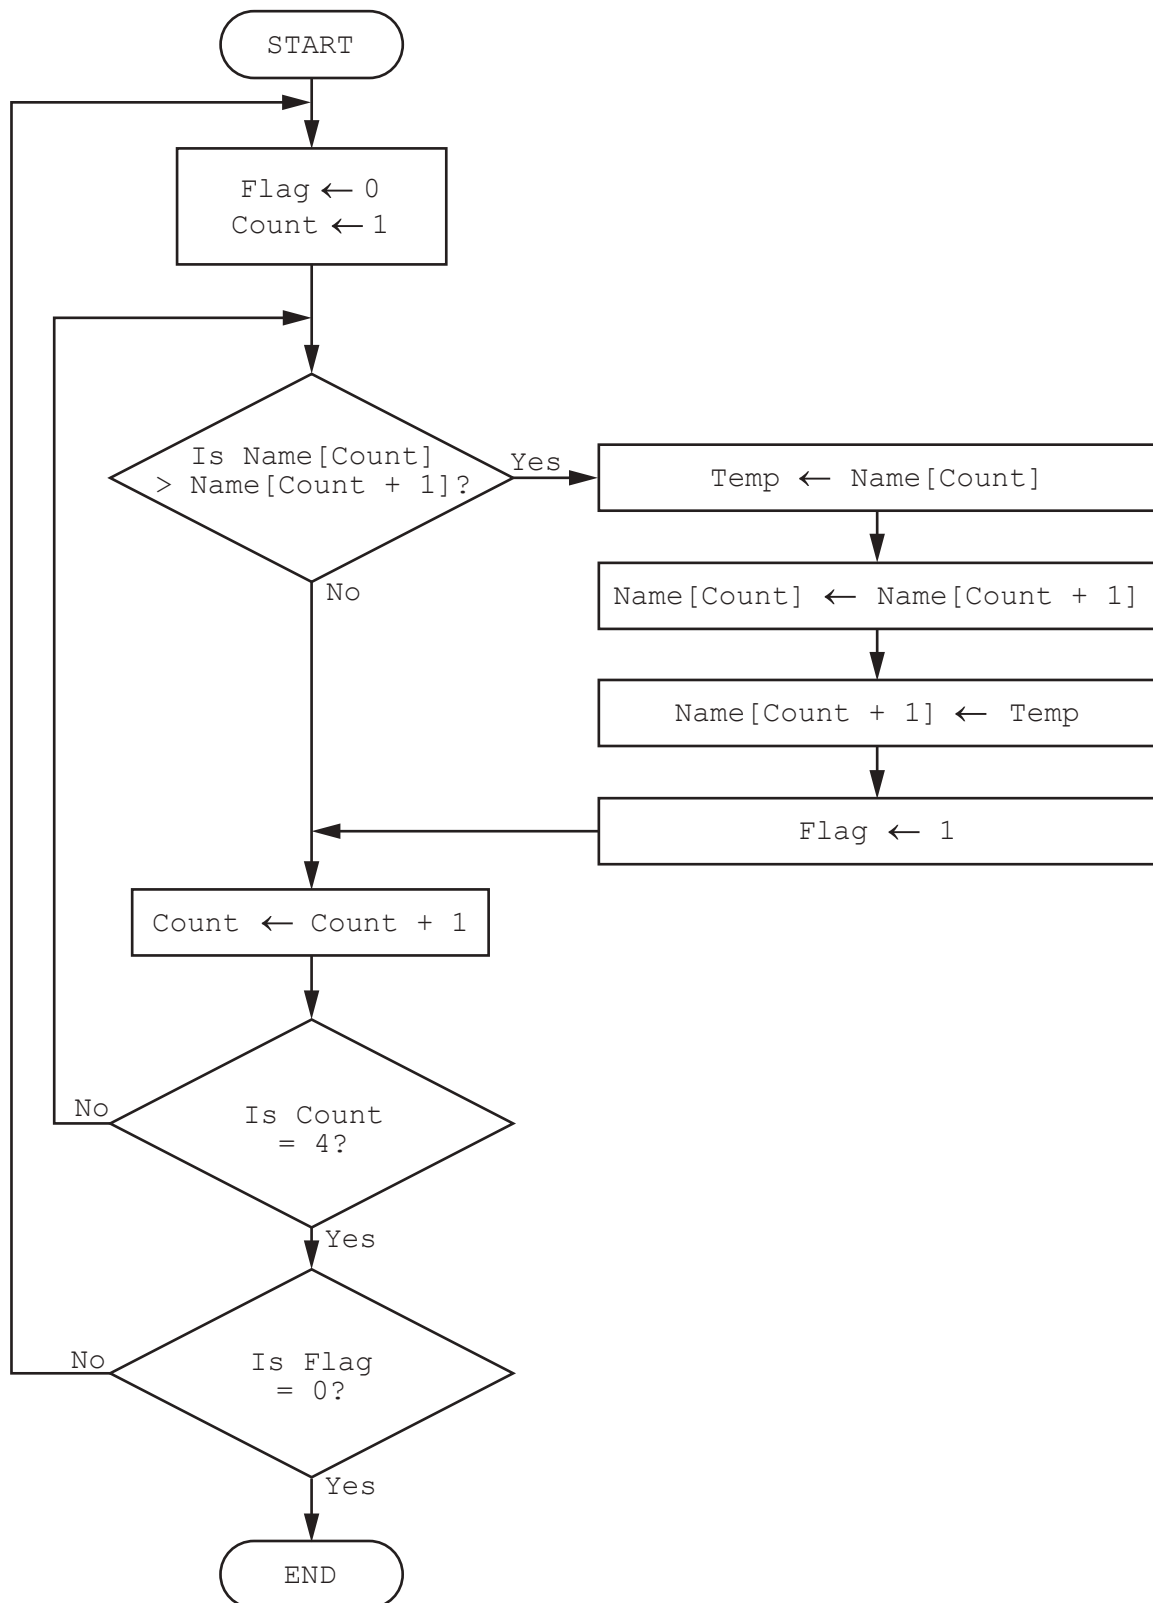 START
Flag ← 0
Count ← 1
Is Name[Count]
> Name[Count + 1]?
Yes
No
Temp ← Name[Count]
Name[Count] ← Name[Count + 1]
Name[Count + 1] ← Temp
Flag ← 1
Count ← Count + 1
Is Count
= 4?
No
Yes
Is Flag
= 0?
No
Yes
END